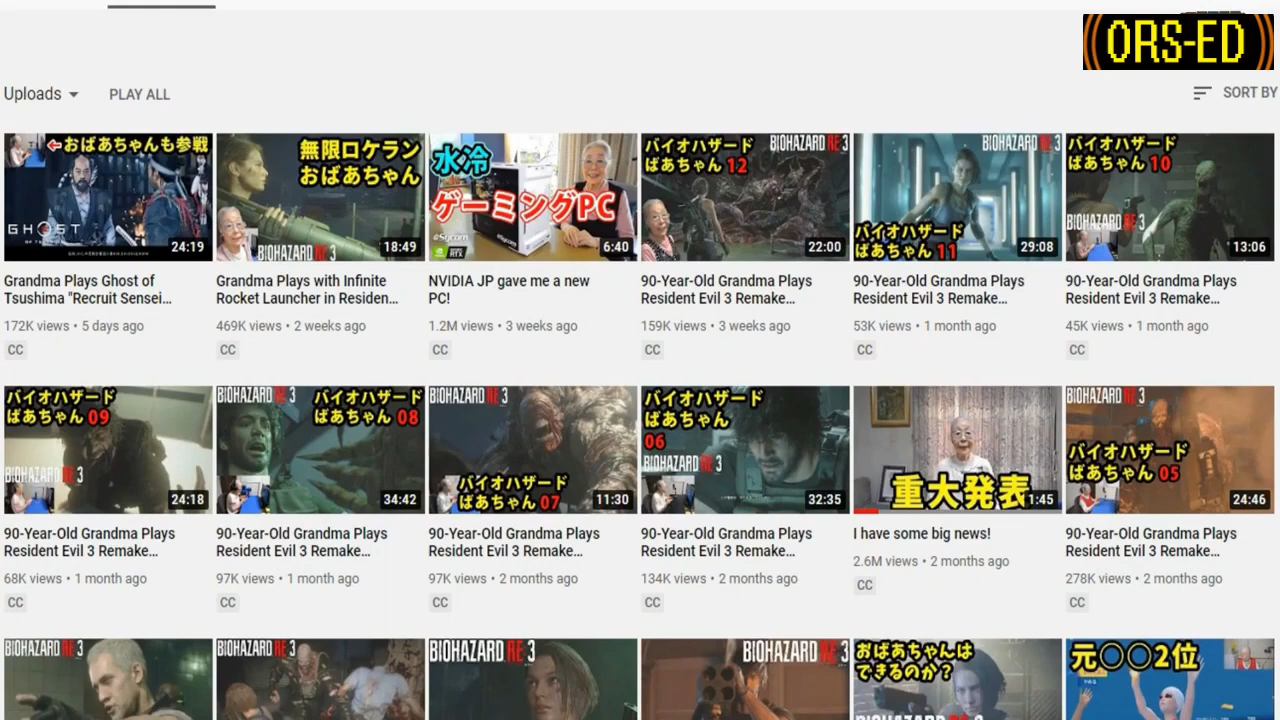 ORS-ED
Uploads
PLAY ALL
SORT BY
←おばあちゃんも参戦
GHOST
24:19
無限ロケラン
おばあちゃん
BIOHAZARD RE 3
18:49
水冷
ゲーミングPC
Sycom
RTX
6:40
バイオハザード
ばあちゃん 12
BIOHAZARD RE 3
22:00
BIOHAZARD RE 3
バイオハザード
ばあちゃん 11
29:08
バイオハザード
ばあちゃん 10
BIOHAZARD RE 3
13:06
Grandma Plays Ghost of
Tsushima "Recruit Sensei...
172K views • 5 days ago
CC
Grandma Plays with Infinite
Rocket Launcher in Residen...
469K views • 2 weeks ago
CC
NVIDIA JP gave me a new
PC!
1.2M views • 3 weeks ago
CC
90-Year-Old Grandma Plays
Resident Evil 3 Remake...
159K views • 3 weeks ago
CC
90-Year-Old Grandma Plays
Resident Evil 3 Remake...
53K views • 1 month ago
CC
90-Year-Old Grandma Plays
Resident Evil 3 Remake...
45K views • 1 month ago
CC
バイオハザード
ばあちゃん 09
BIOHAZARD RE 3
24:18
BIOHAZARD RE 3
バイオハザード
ばあちゃん 08
34:42
BIOHAZARD RE 3
バイオハザード
ばあちゃん 07
11:30
バイオハザード
ばあちゃん
06
BIOHAZARD RE 3
32:35
重大発表
1:45
BIOHAZARD RE 3
バイオハザード
ばあちゃん 05
24:46
90-Year-Old Grandma Plays
Resident Evil 3 Remake...
68K views • 1 month ago
CC
90-Year-Old Grandma Plays
Resident Evil 3 Remake...
97K views • 1 month ago
CC
90-Year-Old Grandma Plays
Resident Evil 3 Remake...
97K views • 2 months ago
CC
90-Year-Old Grandma Plays
Resident Evil 3 Remake...
134K views • 2 months ago
CC
I have some big news!
2.6M views • 2 months ago
CC
90-Year-Old Grandma Plays
Resident Evil 3 Remake...
278K views • 2 months ago
CC
BIOHAZARD RE 3
BIOHAZARD RE 3
BIOHAZARD RE 3
BIOHAZARD RE 3
おばあちゃんは
できるのか?
BIOHAZARD RE 3
元〇〇2位